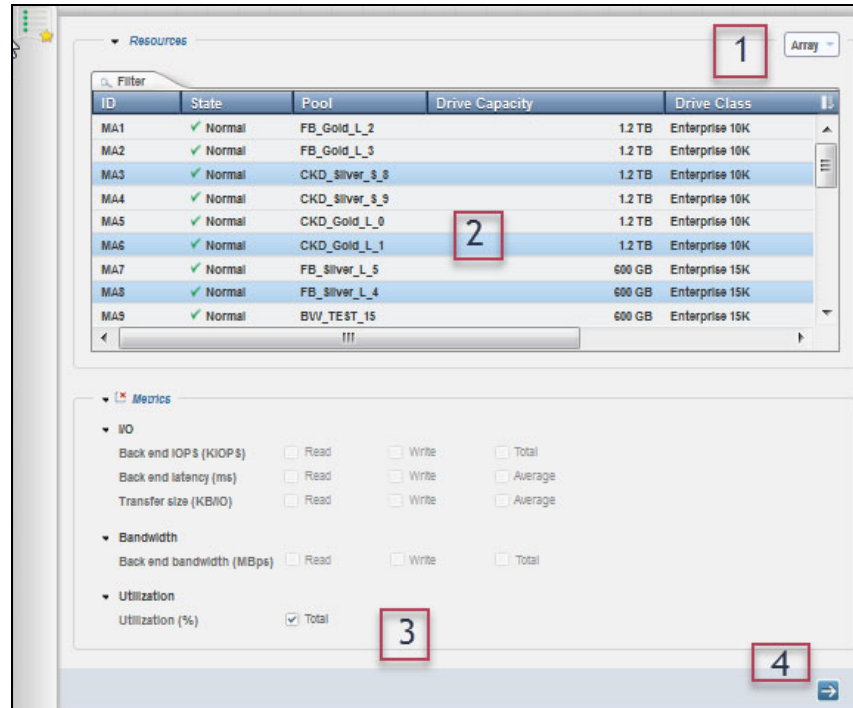 Resources
1
Array
Filter
ID State Pool Drive Capacity Drive Class
MA1 Normal FB_Gold_L_2 1.2 TB Enterprise 10K
MA2 Normal FB_Gold_L_3 1.2 TB Enterprise 10K
MA3 Normal CKD_Silver_S_8 1.2 TB Enterprise 10K
MA4 Normal CKD_Silver_S_9 1.2 TB Enterprise 10K
MA5 Normal CKD_Gold_L_0 1.2 TB Enterprise 10K
2
MA6 Normal CKD_Gold_L_1 1.2 TB Enterprise 10K
MA7 Normal FB_Silver_L_5 600 GB Enterprise 15K
MA8 Normal FB_Silver_L_4 600 GB Enterprise 15K
MA9 Normal BVV_TEST_15 600 GB Enterprise 15K
Metrics
I/O
Back end IOPS (KIOPS) Read Write Total
Back end latency (ms) Read Write Average
Transfer size (KB/IO) Read Write Average
Bandwidth
Back end bandwidth (MBps) Read Write Total
Utilization
Utilization (%) Total
3
4